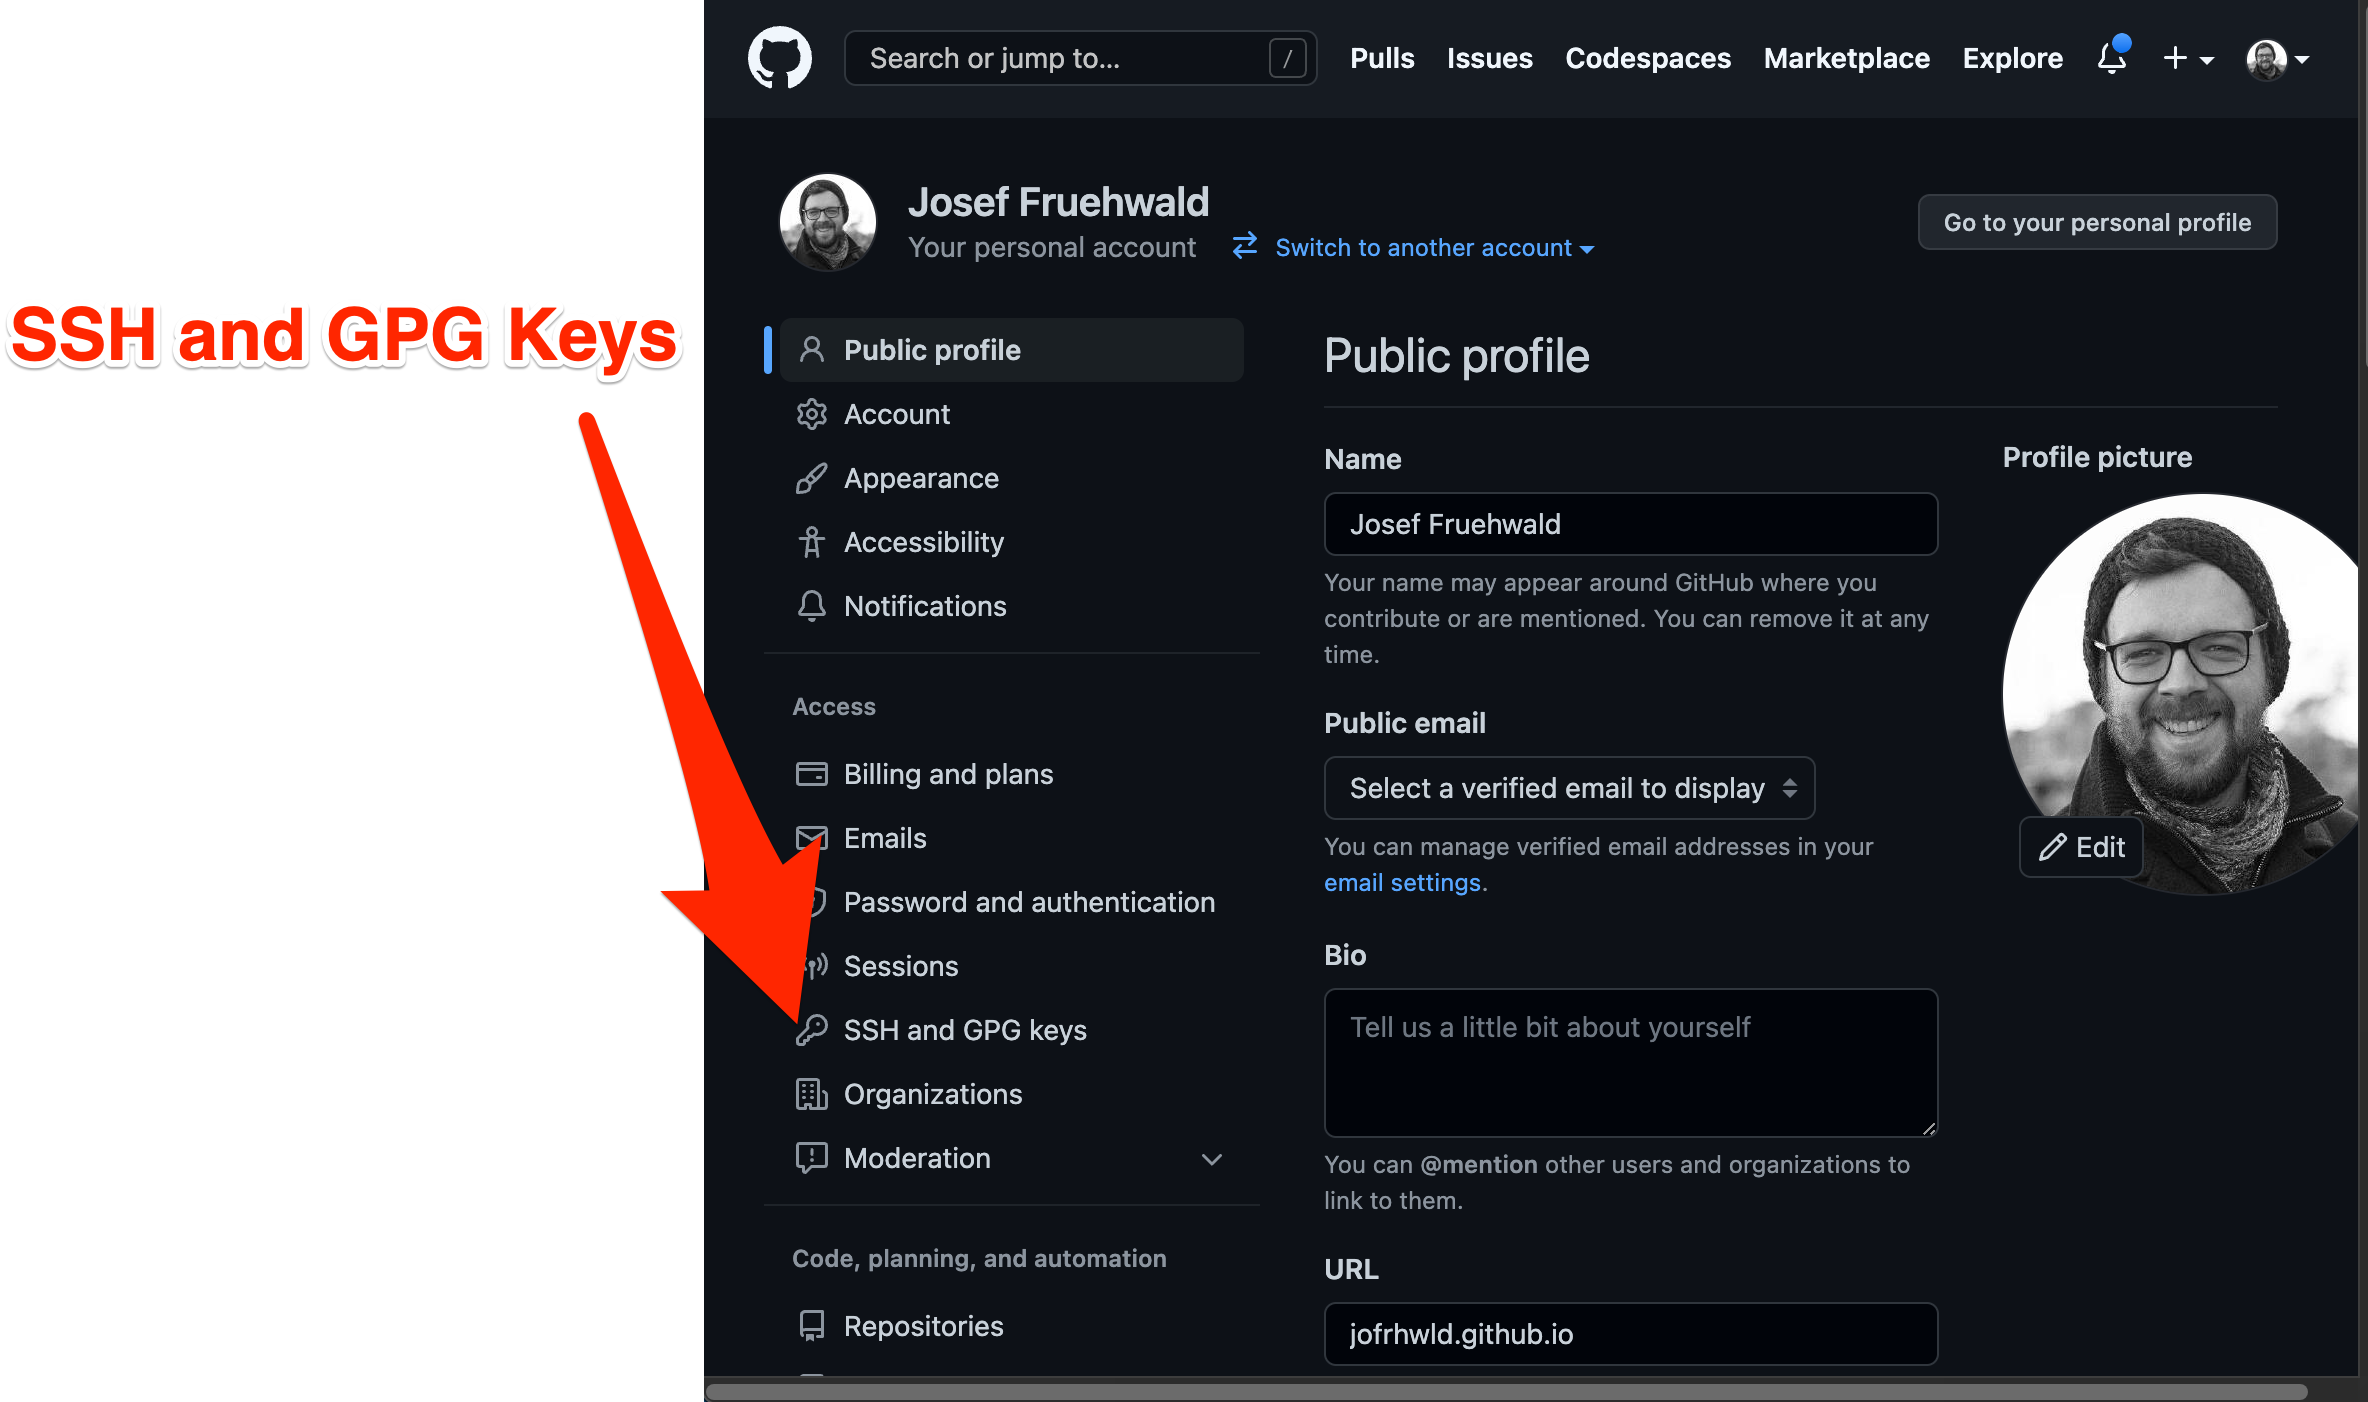 Search or jump to... /
Pulls
Issues
Codespaces
Marketplace
Explore
Josef Fruehwald
Your personal account
Switch to another account
Go to your personal profile
SSH and GPG Keys
Public profile
Account
Appearance
Accessibility
Notifications
Access
Billing and plans
Emails
Password and authentication
Sessions
SSH and GPG keys
Organizations
Moderation
Code, planning, and automation
Repositories
Public profile
Name
Josef Fruehwald
Your name may appear around GitHub where you
contribute or are mentioned. You can remove it at any
time.
Public email
Select a verified email to display
You can manage verified email addresses in your
email settings.
Bio
Tell us a little bit about yourself
You can @mention other users and organizations to
link to them.
URL
jofrhwld.github.io
Profile picture
Edit